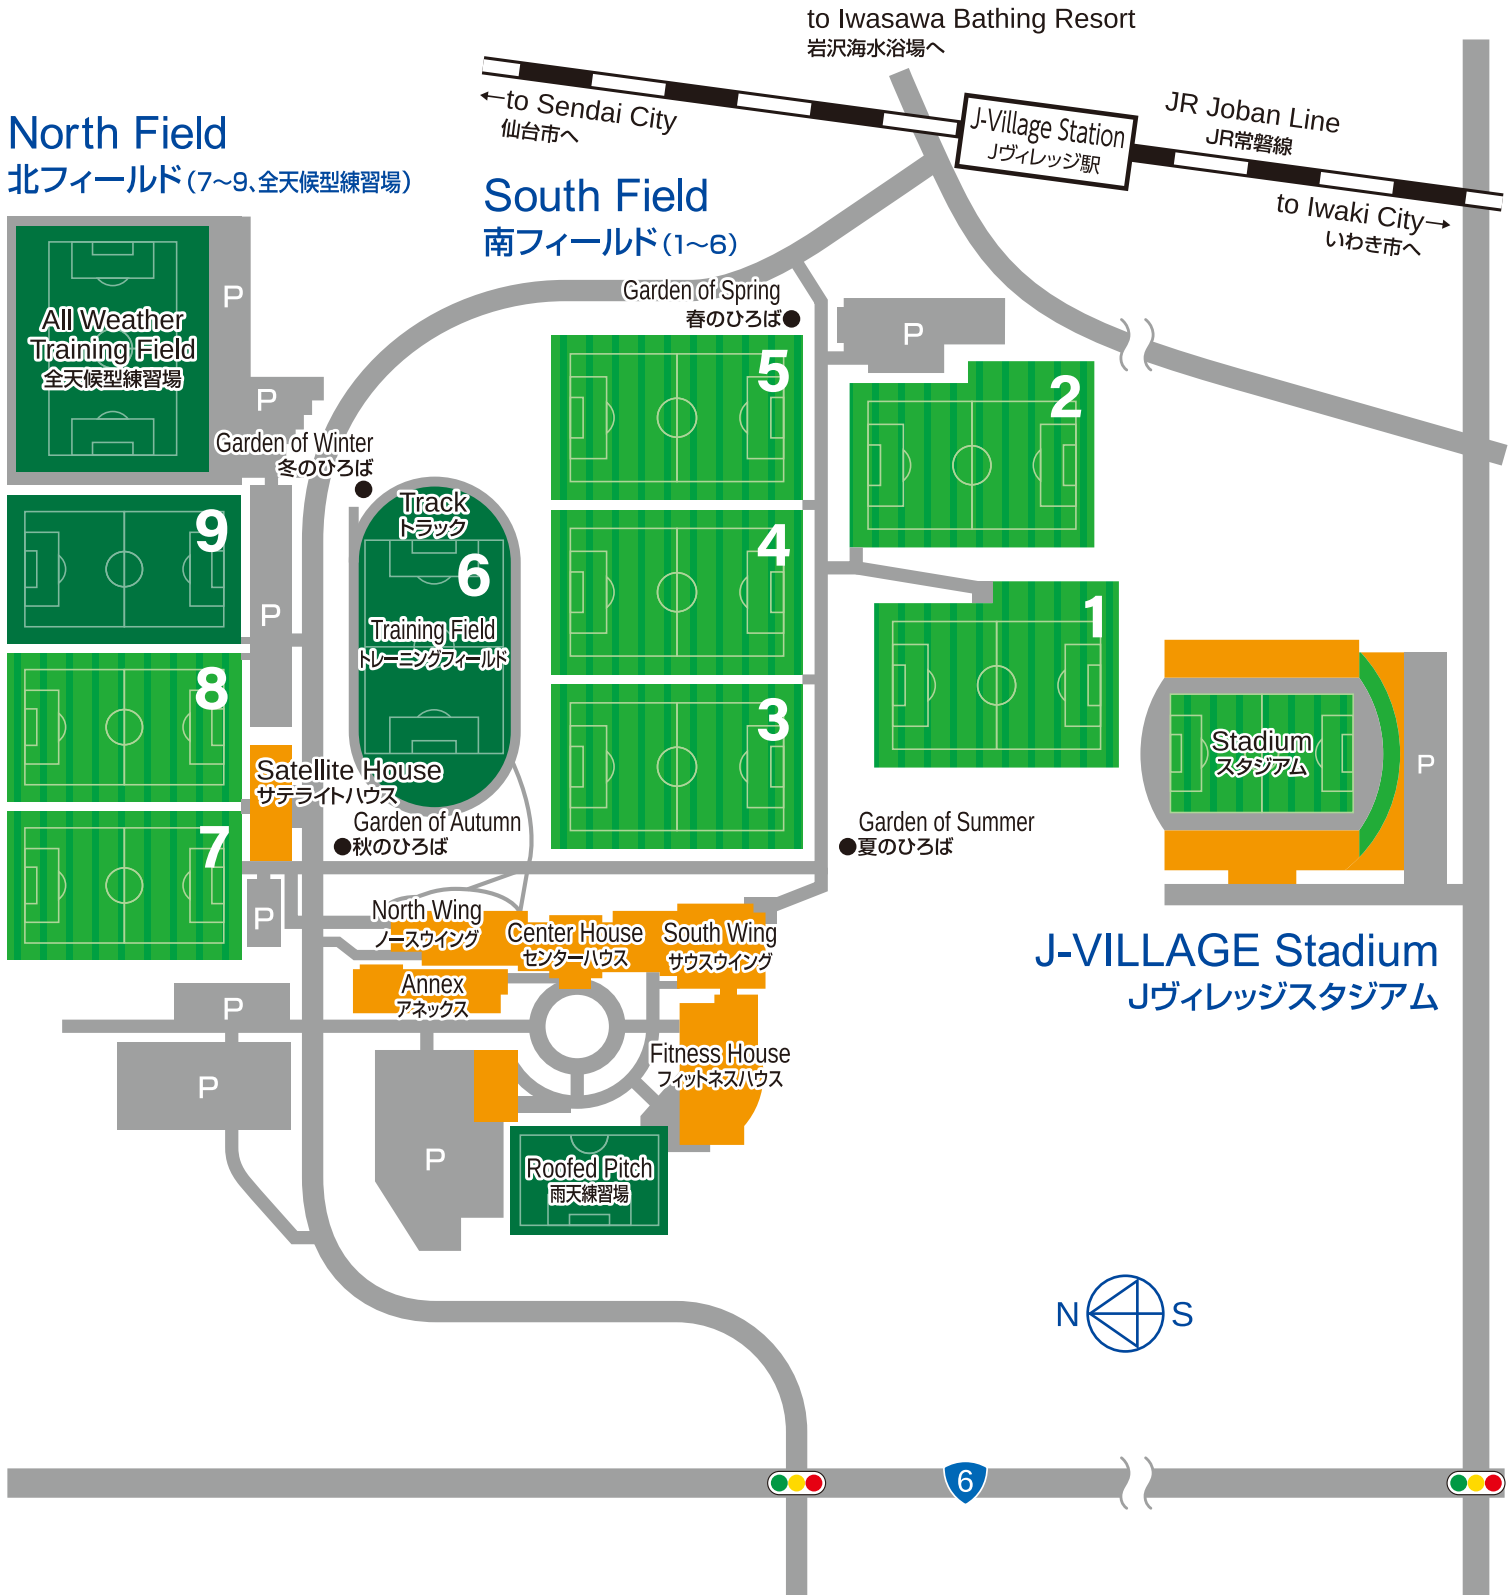 to Iwasawa Bathing Resort
岩沢海水浴場へ
←to Sendai City
仙台市へ
J-Village Station
Jヴィレッジ駅
JR Joban Line
JR常磐線
to Iwaki City→
いわき市へ
North Field
北フィールド（7〜9、全天候型練習場）
South Field
南フィールド（1〜6）
All Weather
Training Field
全天候型練習場
P
P
Garden of Winter
冬のひろば
Garden of Spring
春のひろば
P
5
2
Track
トラック
6
Training Field
トレーニングフィールド
9
4
P
1
8
3
Stadium
スタジアム
P
Satellite House
サテライトハウス
7
Garden of Autumn
秋のひろば
Garden of Summer
夏のひろば
P
North Wing
ノースウイング
Center House
センターハウス
South Wing
サウスウイング
J-VILLAGE Stadium
Jヴィレッジスタジアム
Annex
アネックス
P
P
Fitness House
フィットネスハウス
P
Roofed Pitch
雨天練習場
N S
6